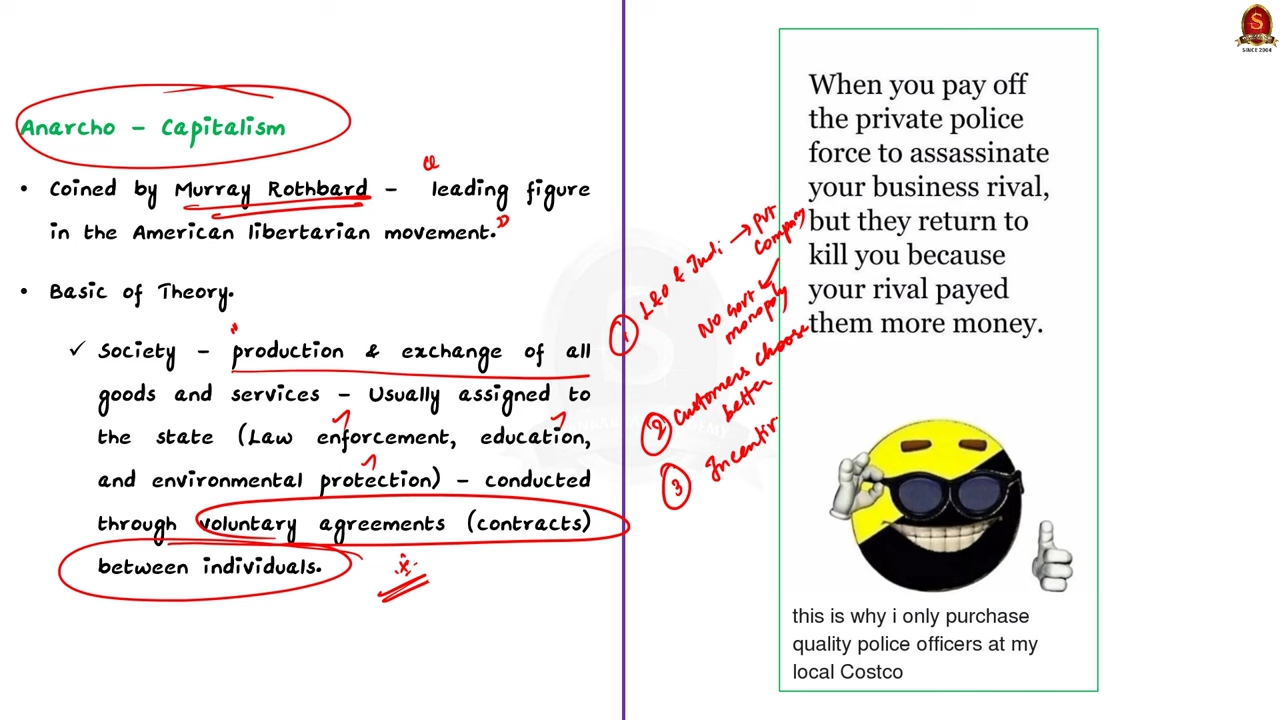 Anarcho - Capitalism
• Coined by Murray Rothbard - leading figure
in the American libertarian movement.
• Basic of Theory.
✓ Society - production & exchange of all
goods and services - Usually assigned to
the state (Law enforcement, education,
and environmental protection) - conducted
through voluntary agreements (contracts)
between individuals.
① L&O & Indi → Pvt
Company
No Govt
monopoly
② Customers choose
better
③ Incentiv
When you pay off
the private police
force to assassinate
your business rival,
but they return to
kill you because
your rival payed
them more money.
this is why i only purchase
quality police officers at my
local Costco
S
SINCE 2004